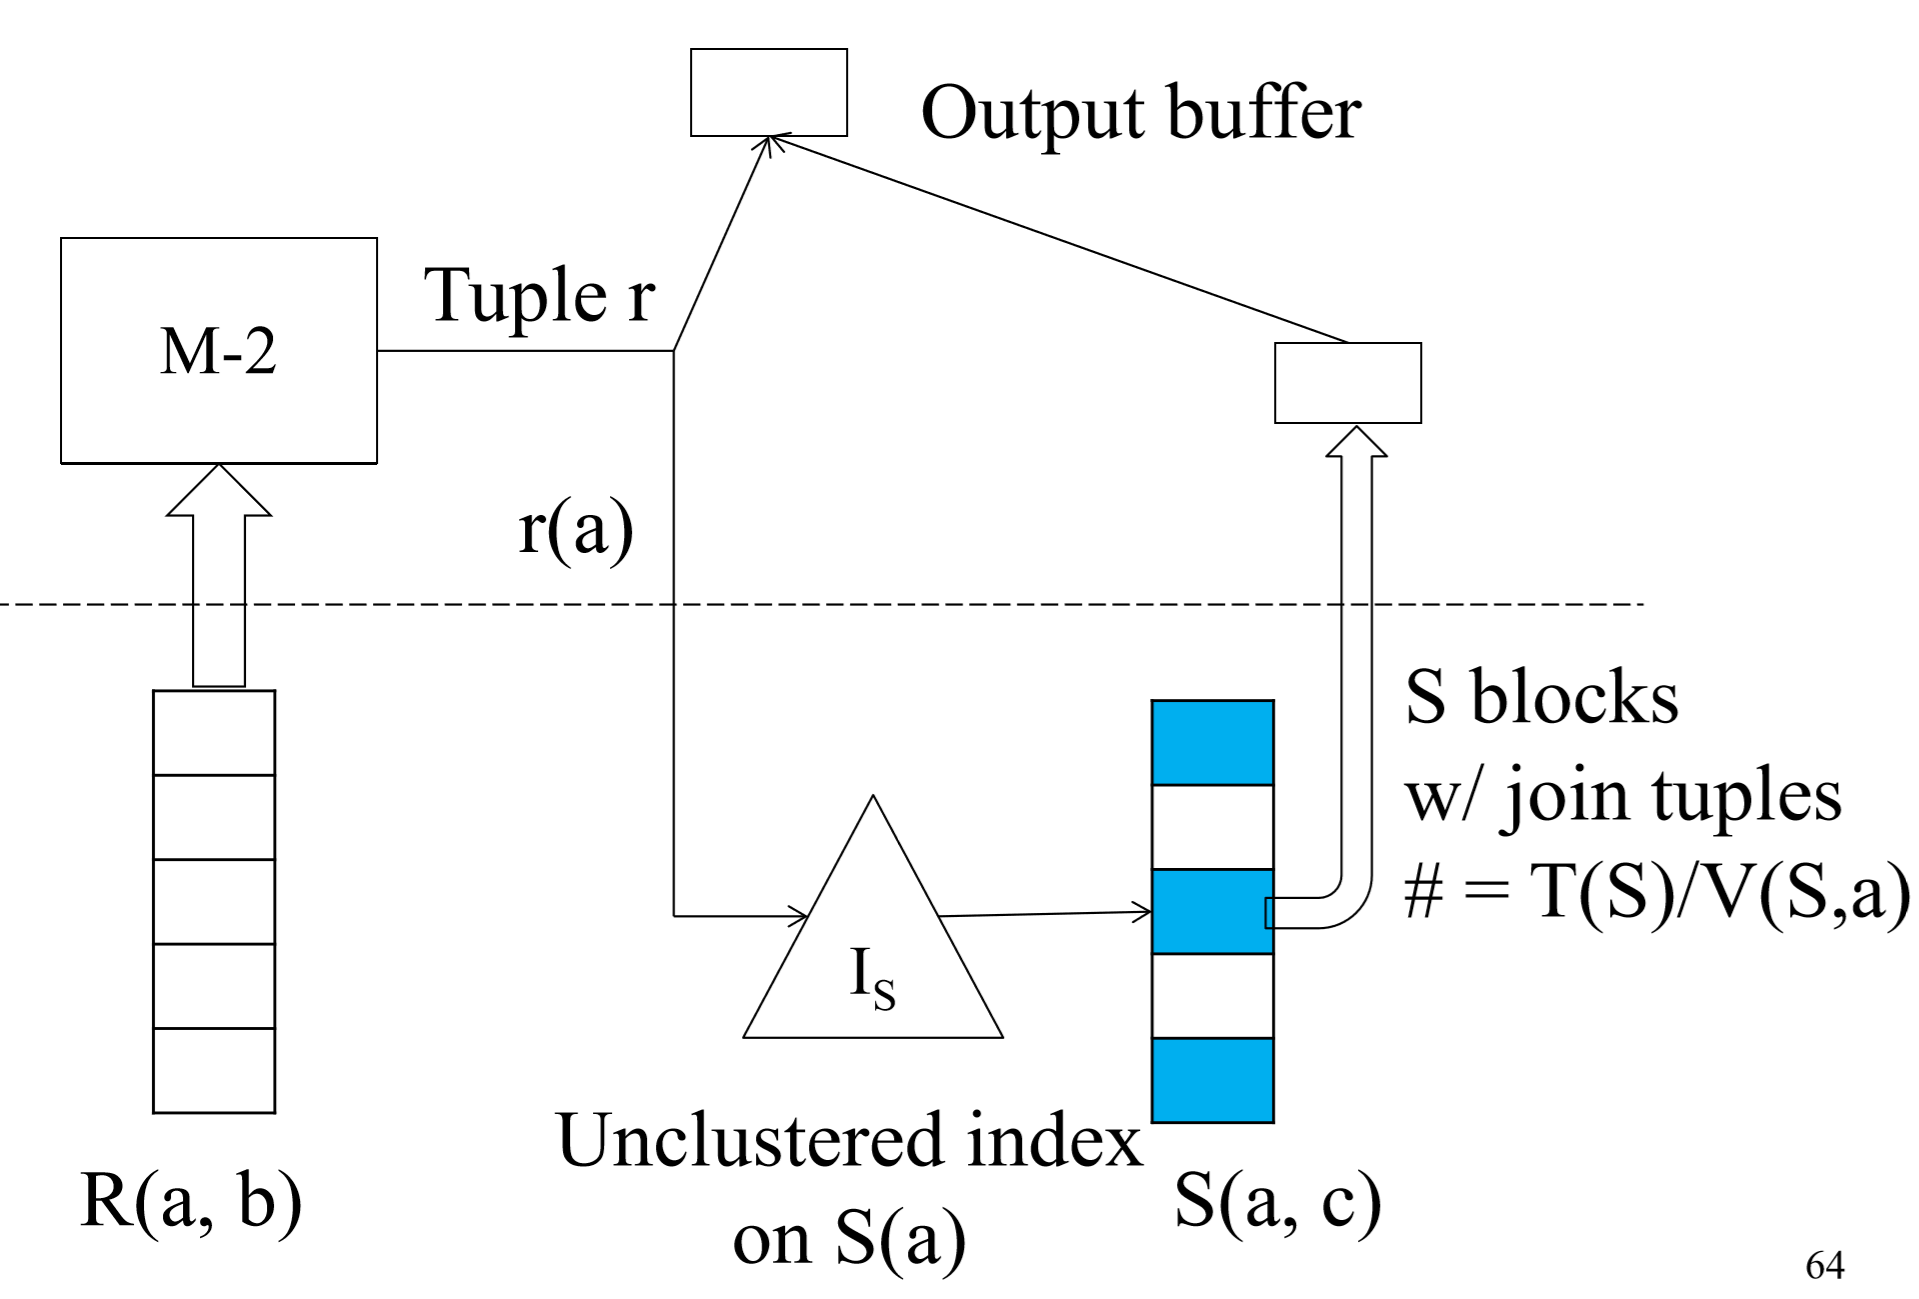 Output buffer
Tuple r
M-2
r(a)
S blocks
w/ join tuples
# = T(S)/V(S,a)
I_S
Unclustered index
on S(a)
R(a, b)
S(a, c)
64